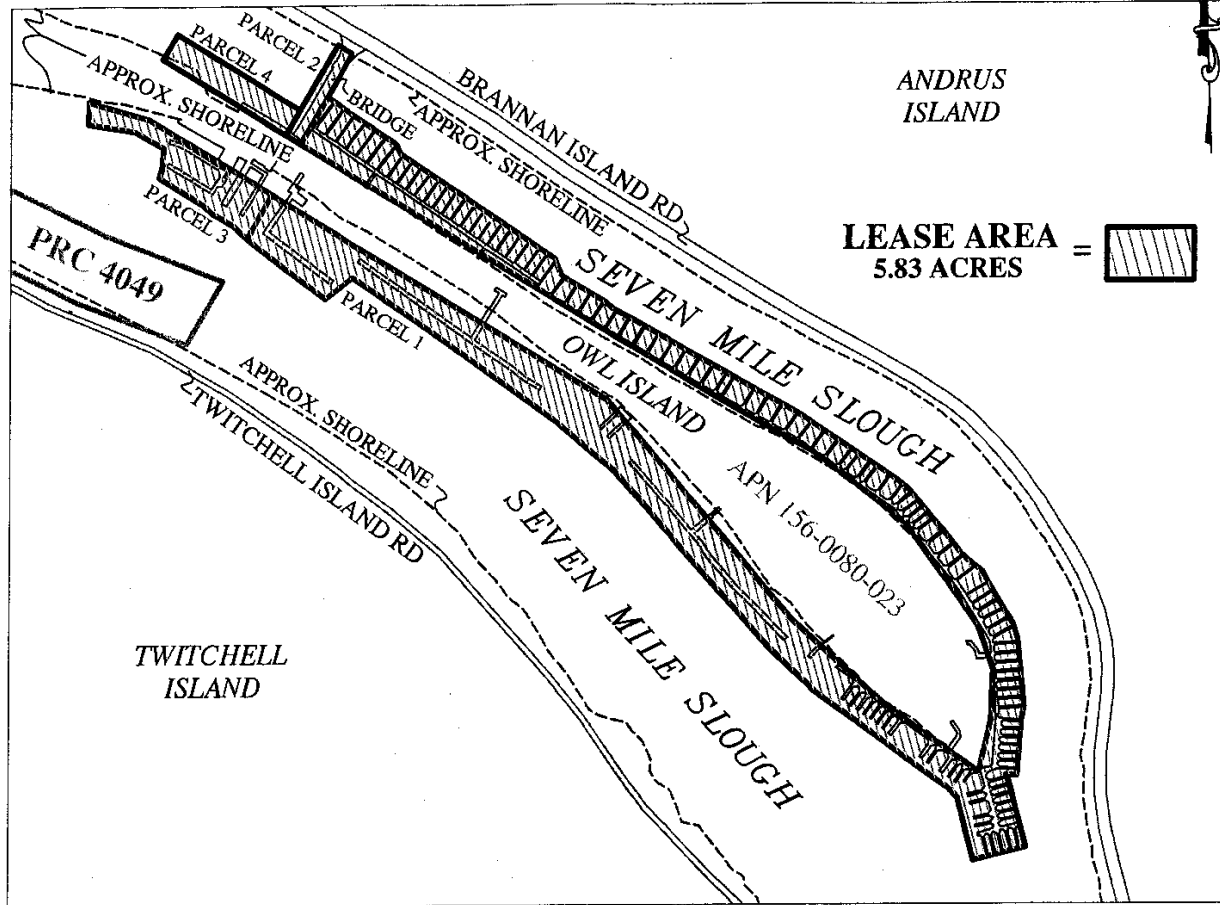 PARCEL 2
PARCEL 4
APPROX. SHORELINE
BRIDGE
BRANNAN ISLAND RD
APPROX. SHORELINE
ANDRUS
ISLAND
LEASE AREA =
5.83 ACRES
PARCEL 3
PRC 4049
PARCEL 1
SEVEN MILE SLOUGH
OWL ISLAND
APPROX. SHORELINE
TWITCHELL ISLAND RD
APN 156-0080-023
SEVEN MILE SLOUGH
TWITCHELL
ISLAND